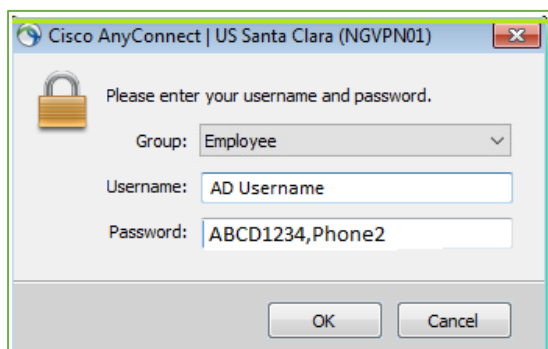 Cisco AnyConnect | US Santa Clara (NGVPN01)
Please enter your username and password.
Group: Employee
Username: AD Username
Password: ABCD1234,Phone2
OK Cancel